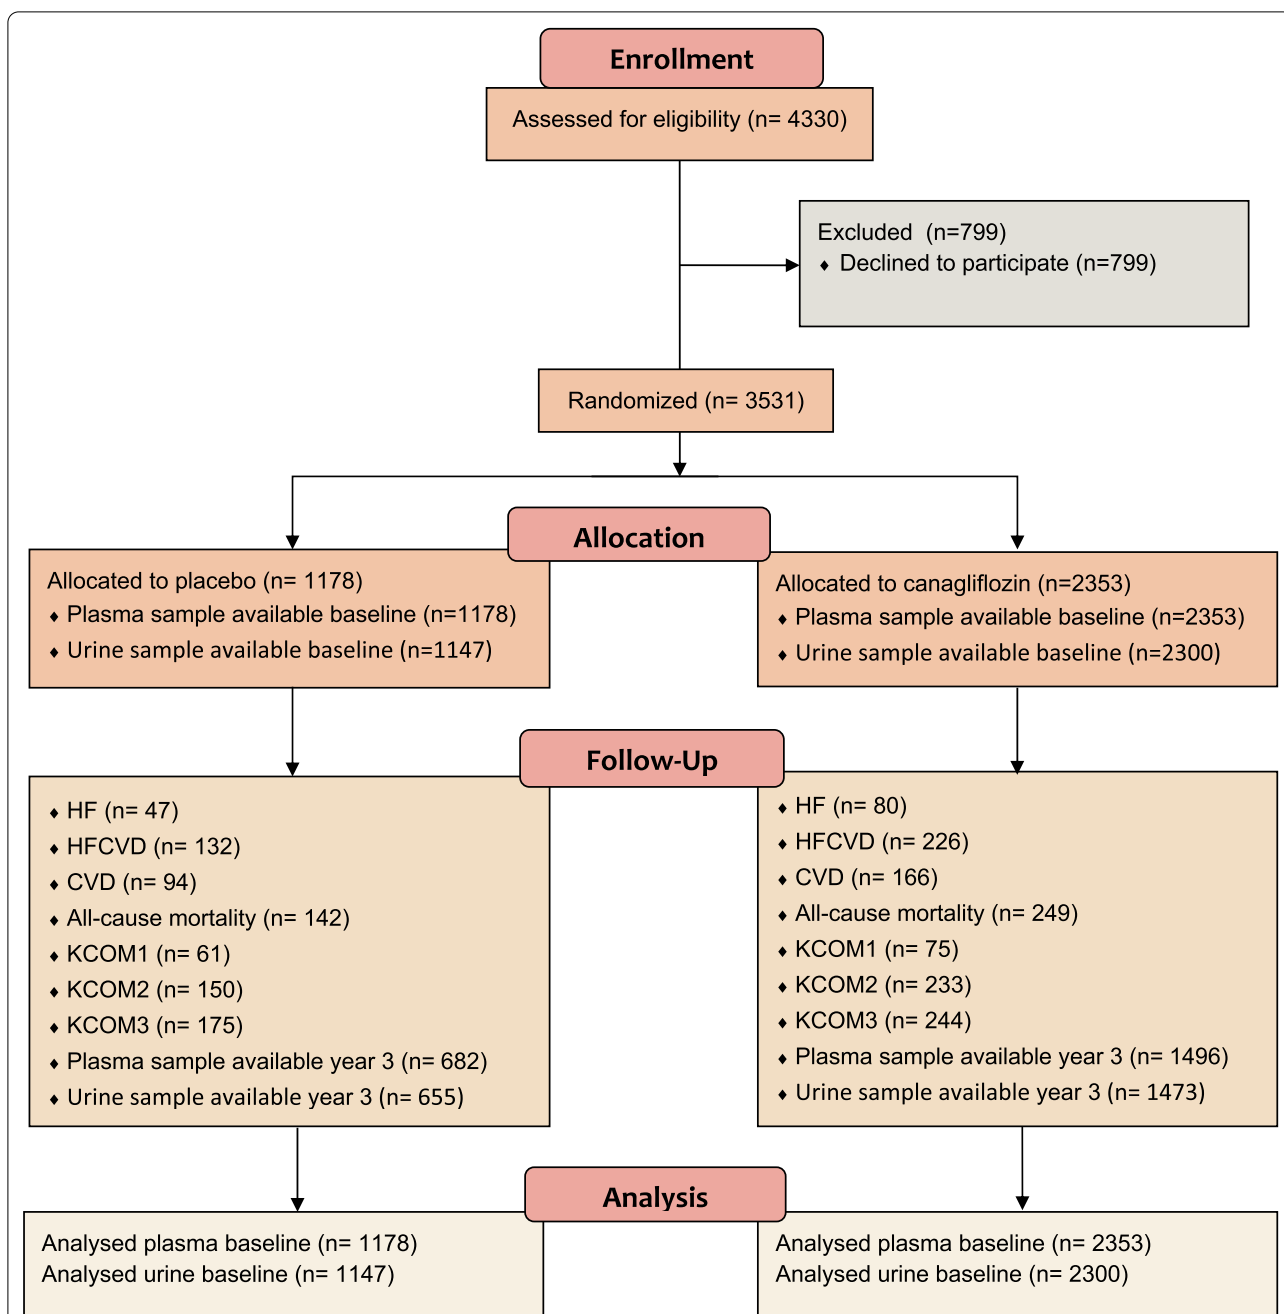 Enrollment
Assessed for eligibility (n= 4330)
Excluded  (n=799)
♦ Declined to participate (n=799)
Randomized (n= 3531)
Allocation
Allocated to placebo (n= 1178)
♦ Plasma sample available baseline (n=1178)
♦ Urine sample available baseline (n=1147)
Allocated to canagliflozin (n=2353)
♦ Plasma sample available baseline (n=2353)
♦ Urine sample available baseline (n=2300)
Follow-Up
♦ HF (n= 47)
♦ HFCVD (n= 132)
♦ CVD (n= 94)
♦ All-cause mortality (n= 142)
♦ KCOM1 (n= 61)
♦ KCOM2 (n= 150)
♦ KCOM3 (n= 175)
♦ Plasma sample available year 3 (n= 682)
♦ Urine sample available year 3 (n= 655)
♦ HF (n= 80)
♦ HFCVD (n= 226)
♦ CVD (n= 166)
♦ All-cause mortality (n= 249)
♦ KCOM1 (n= 75)
♦ KCOM2 (n= 233)
♦ KCOM3 (n= 244)
♦ Plasma sample available year 3 (n= 1496)
♦ Urine sample available year 3 (n= 1473)
Analysis
Analysed plasma baseline (n= 1178)
Analysed urine baseline (n= 1147)
Analysed plasma baseline (n= 2353)
Analysed urine baseline (n= 2300)